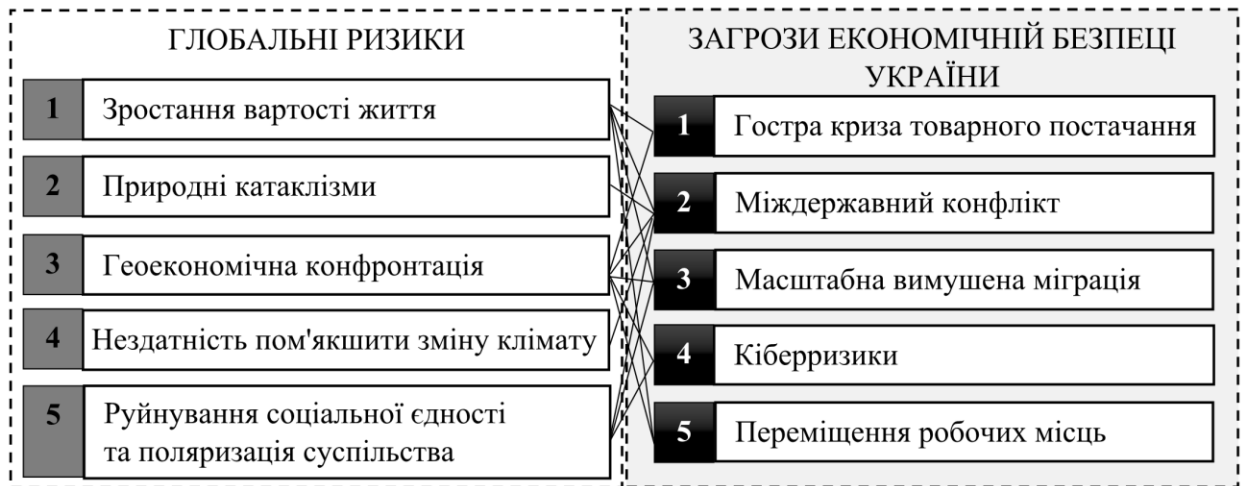 ГЛОБАЛЬНІ РИЗИКИ
1 Зростання вартості життя
2 Природні катаклізми
3 Геоекономічна конфронтація
4 Нездатність пом'якшити зміну клімату
5 Руйнування соціальної єдності
та поляризація суспільства
ЗАГРОЗИ ЕКОНОМІЧНІЙ БЕЗПЕЦІ
УКРАЇНИ
1 Гостра криза товарного постачання
2 Міждержавний конфлікт
3 Масштабна вимушена міграція
4 Кіберризики
5 Переміщення робочих місць